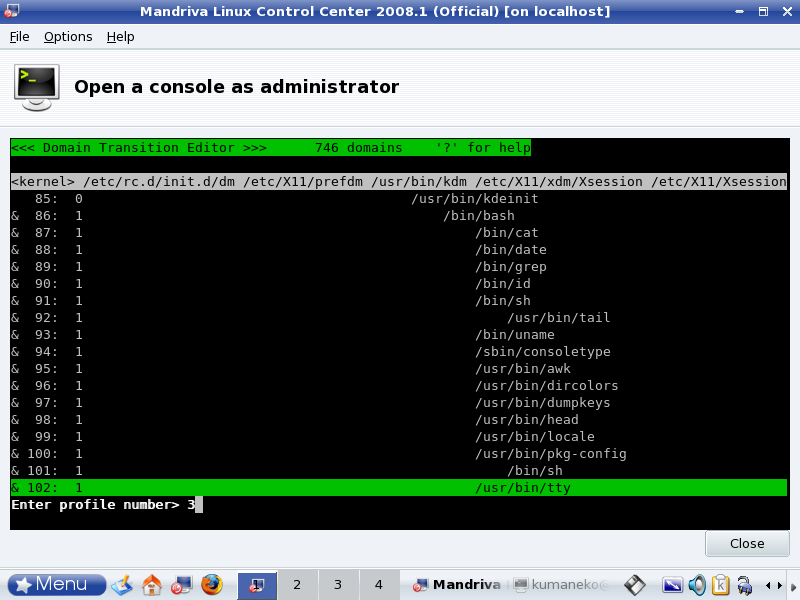 Mandriva Linux Control Center 2008.1 (Official) [on localhost]
File Options Help
>_
Open a console as administrator
<<< Domain Transition Editor >>> 746 domains '?' for help
<kernel> /etc/rc.d/init.d/dm /etc/X11/prefdm /usr/bin/kdm /etc/X11/xdm/Xsession /etc/X11/Xsession
85: 0 /usr/bin/kdeinit
& 86: 1 /bin/bash
& 87: 1 /bin/cat
& 88: 1 /bin/date
& 89: 1 /bin/grep
& 90: 1 /bin/id
& 91: 1 /bin/sh
& 92: 1 /usr/bin/tail
& 93: 1 /bin/uname
& 94: 1 /sbin/consoletype
& 95: 1 /usr/bin/awk
& 96: 1 /usr/bin/dircolors
& 97: 1 /usr/bin/dumpkeys
& 98: 1 /usr/bin/head
& 99: 1 /usr/bin/locale
& 100: 1 /usr/bin/pkg-config
& 101: 1 /bin/sh
& 102: 1 /usr/bin/tty
Enter profile number> 3
Close
Menu 1 2 3 4 Mandriva kumaneko@